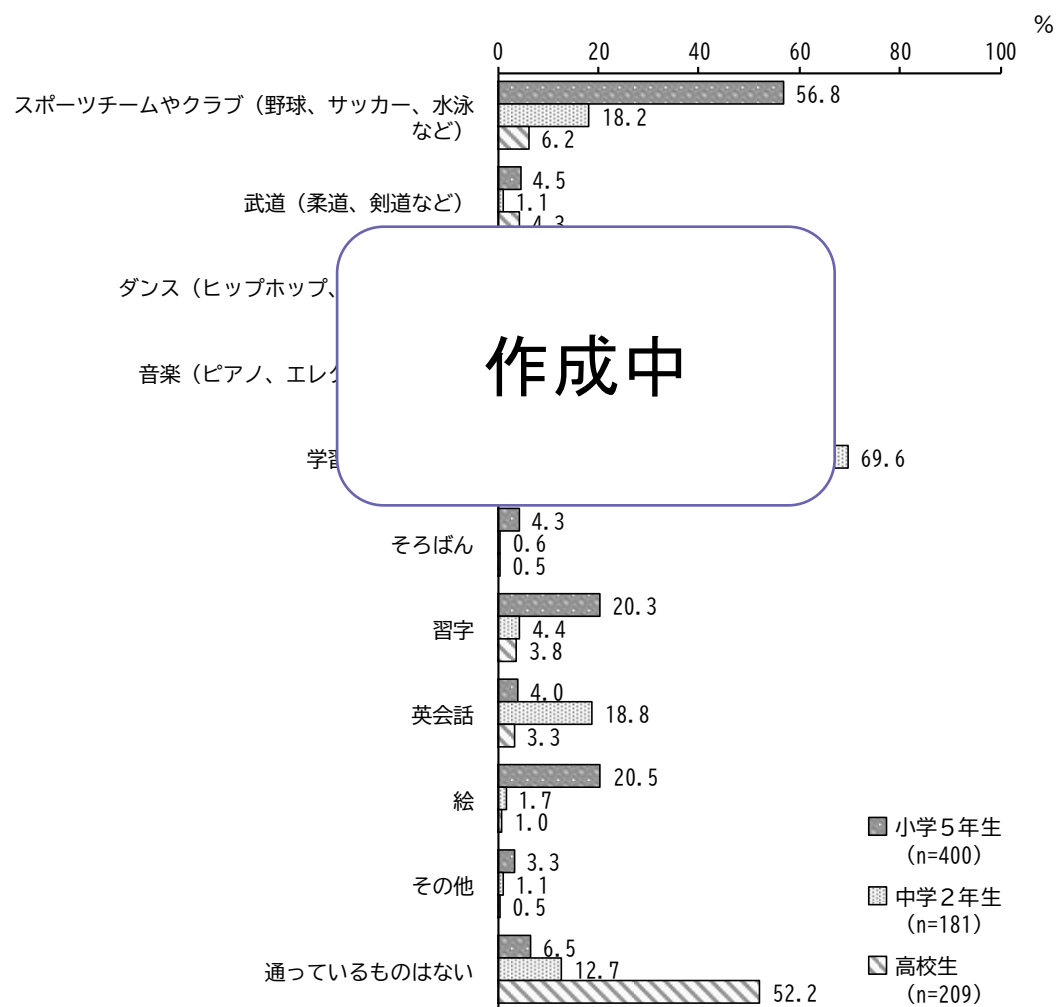 %
0 20 40 60 80 100
スポーツチームやクラブ（野球、サッカー、水泳
など）
56.8
18.2
6.2
武道（柔道、剣道など）
4.5
1.1
4.3
ダンス（ヒップホップ、
作成中
音楽（ピアノ、エレク
学習
69.6
そろばん
4.3
0.6
0.5
習字
20.3
4.4
3.8
英会話
4.0
18.8
3.3
絵
20.5
1.7
1.0
その他
3.3
1.1
0.5
通っているものはない
6.5
12.7
52.2
小学５年生
（n=400）
中学２年生
（n=181）
高校生
（n=209）